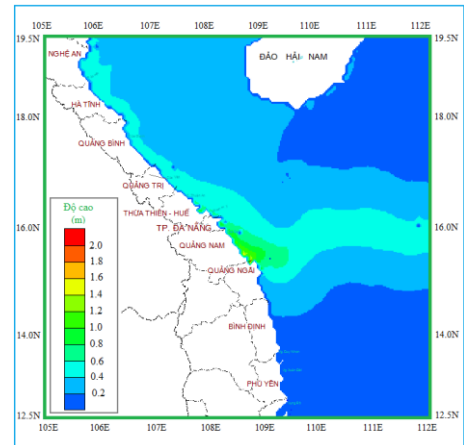 105E 106E 107E 108E 109E 110E 111E 112E
19.5N 19.5N
NGHỆ AN
ĐẢO HẢI NAM
HÀ TĨNH
18.0N 18.0N
QUẢNG BÌNH
QUẢNG TRỊ
Độ cao
(m)
THỪA THIÊN - HUẾ
TP. ĐÀ NẴNG
16.0N 16.0N
2.0
QUẢNG NAM
1.8
1.6
QUẢNG NGÃI
1.4
1.2
1.0
0.8
14.0N 14.0N
BÌNH ĐỊNH
0.6
0.4
PHÚ YÊN
0.2
12.5N 12.5N
105E 106E 107E 108E 109E 110E 111E 112E